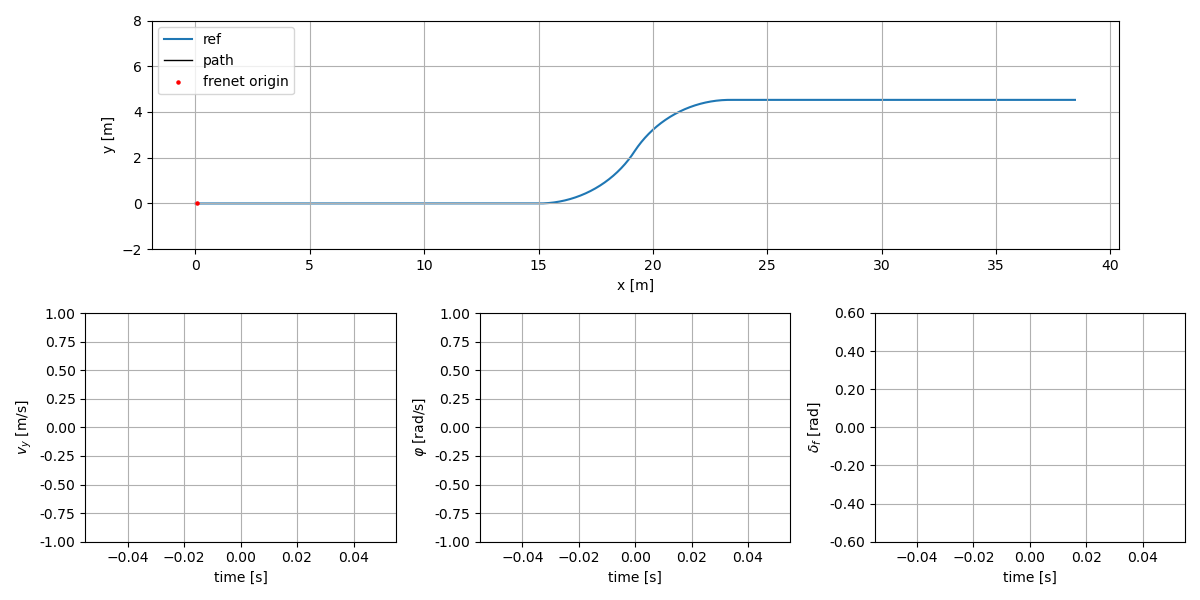 8
6
4
2
0
−2
y [m]
ref
path
frenet origin
0 5 10 15 20 25 30 35 40
x [m]
1.00
0.75
0.50
0.25
0.00
-0.25
-0.50
-0.75
-1.00
v_y [m/s]
−0.04 −0.02 0.00 0.02 0.04
time [s]
1.00
0.75
0.50
0.25
0.00
-0.25
-0.50
-0.75
-1.00
φ [rad/s]
−0.04 −0.02 0.00 0.02 0.04
time [s]
0.60
0.40
0.20
0.00
-0.20
-0.40
-0.60
δ_f [rad]
−0.04 −0.02 0.00 0.02 0.04
time [s]